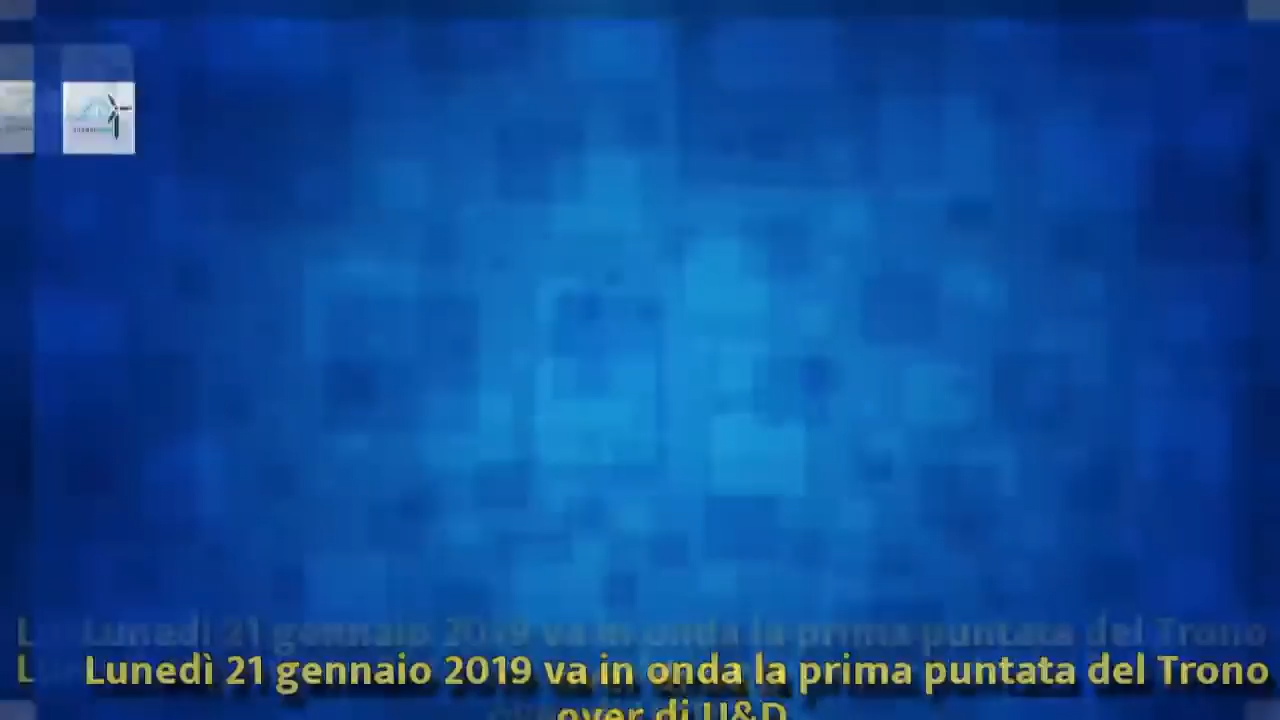 Lunedì 21 gennaio 2019 va in onda la prima puntata del Trono
over di U&D